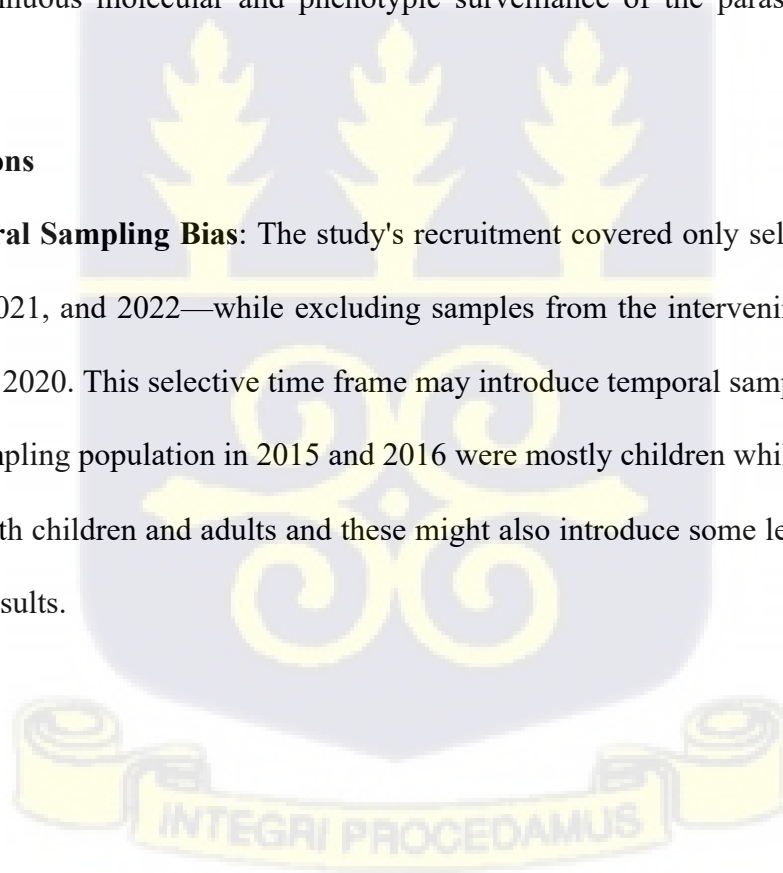 nuous molecular and phenotypic surveillance of the paras
ons
ral Sampling Bias: The study's recruitment covered only sel
021, and 2022—while excluding samples from the interveni
2020. This selective time frame may introduce temporal samp
mpling population in 2015 and 2016 were mostly children whi
th children and adults and these might also introduce some le
sults.
INTEGRI PROCEDAMUS